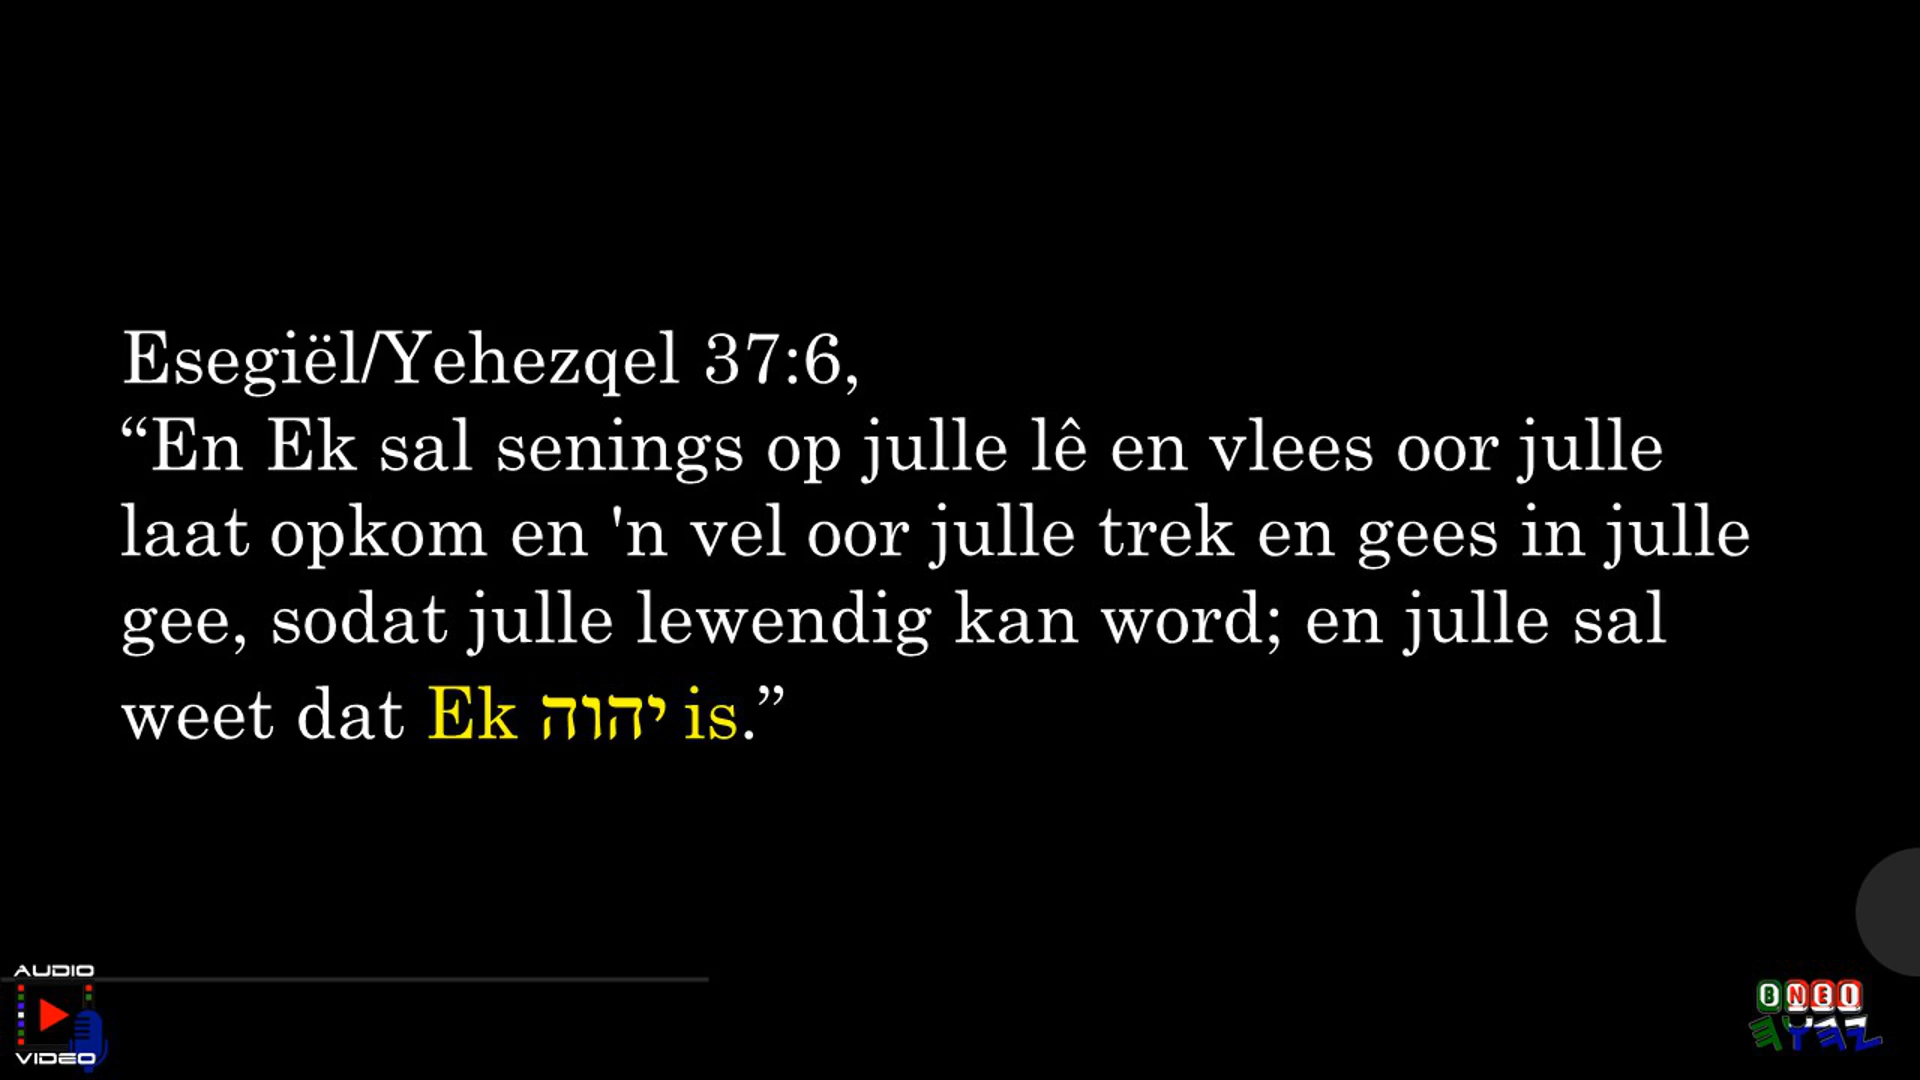 Esegiël/Yehezqel 37:6,
“En Ek sal senings op julle lê en vlees oor julle
laat opkom en 'n vel oor julle trek en gees in julle
gee, sodat julle lewendig kan word; en julle sal
weet dat Ek יהוה is.”
AUDIO
VIDEO
BNEI
𐤉𐤄𐤅𐤄